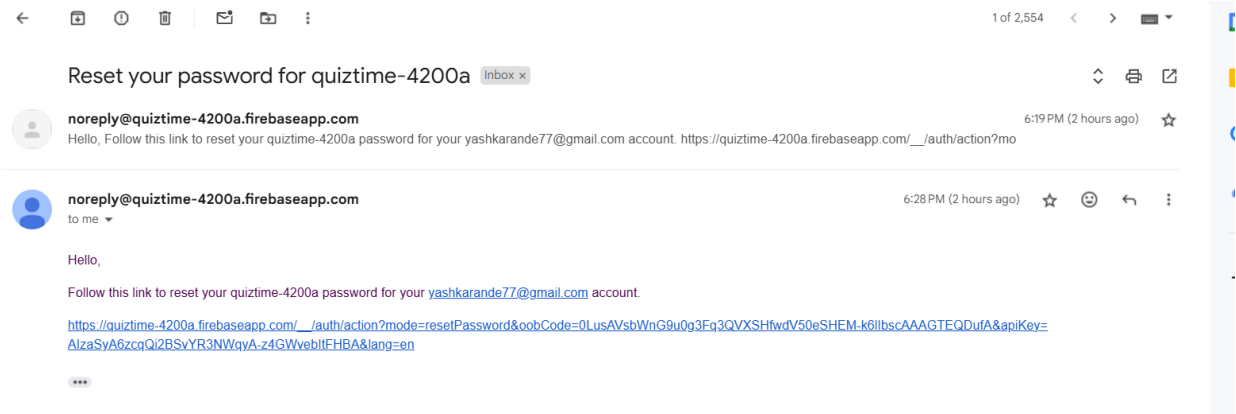 1 of 2,554
Reset your password for quiztime-4200a Inbox ×
noreply@quiztime-4200a.firebaseapp.com 6:19 PM (2 hours ago)
Hello, Follow this link to reset your quiztime-4200a password for your yashkarande77@gmail.com account. https://quiztime-4200a.firebaseapp.com/__/auth/action?mo
noreply@quiztime-4200a.firebaseapp.com 6:28 PM (2 hours ago)
to me
Hello,
Follow this link to reset your quiztime-4200a password for your yashkarande77@gmail.com account.
https://quiztime-4200a.firebaseapp.com/__/auth/action?mode=resetPassword&oobCode=0LusAVsbWnG9u0g3Fq3QVXSHfwdV50eSHEM-k6IlbscAAAGTEQDufA&apiKey=
AIzaSyA6zcqQi2BSvYR3NWqyA-z4GWvebItFHBA&lang=en